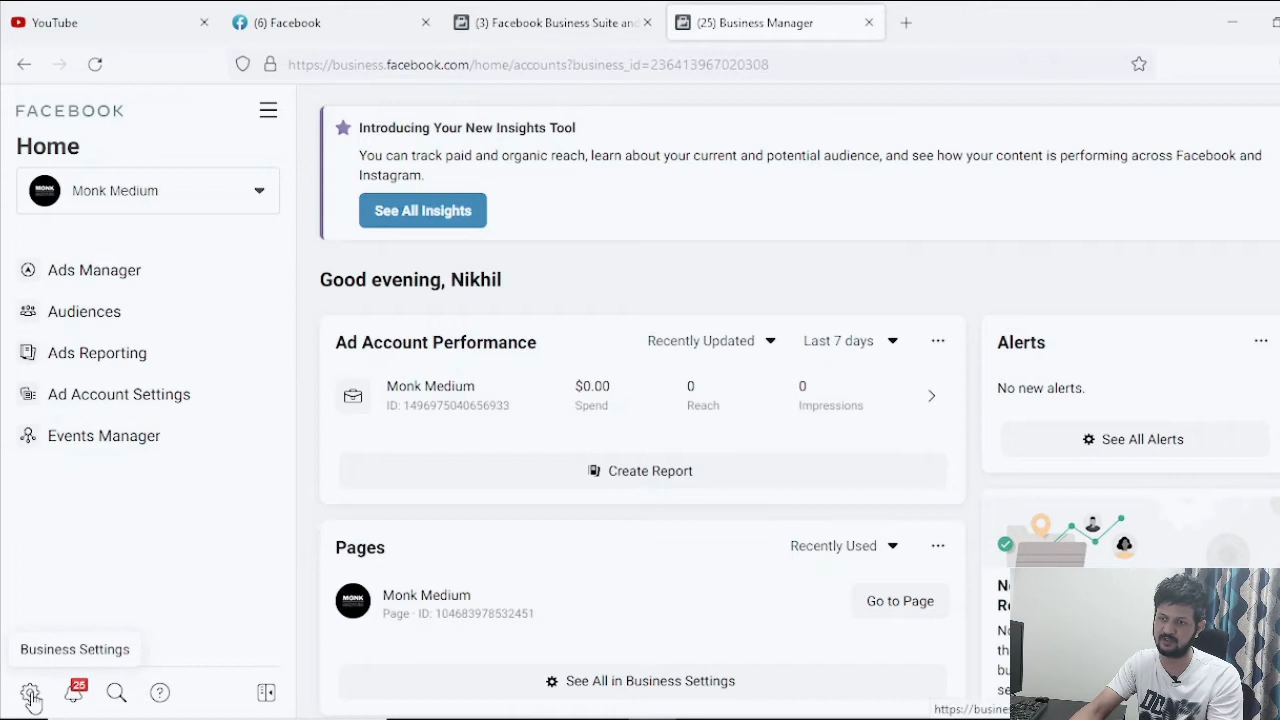 YouTube
(6) Facebook
(3) Facebook Business Suite and
(25) Business Manager
https://business.facebook.com/home/accounts?business_id=236413967020308
FACEBOOK
Home
MONK
Monk Medium
Ads Manager
Audiences
Ads Reporting
Ad Account Settings
Events Manager
Business Settings
25
Introducing Your New Insights Tool
You can track paid and organic reach, learn about your current and potential audience, and see how your content is performing across Facebook and
Instagram.
See All Insights
Good evening, Nikhil
Ad Account Performance
Recently Updated
Last 7 days
Monk Medium
ID: 1496975040656933
$0.00
Spend
0
Reach
0
Impressions
Create Report
Pages
Recently Used
MONK
Monk Medium
Page · ID: 104683978532451
Go to Page
See All in Business Settings
Alerts
No new alerts.
See All Alerts
https://busines